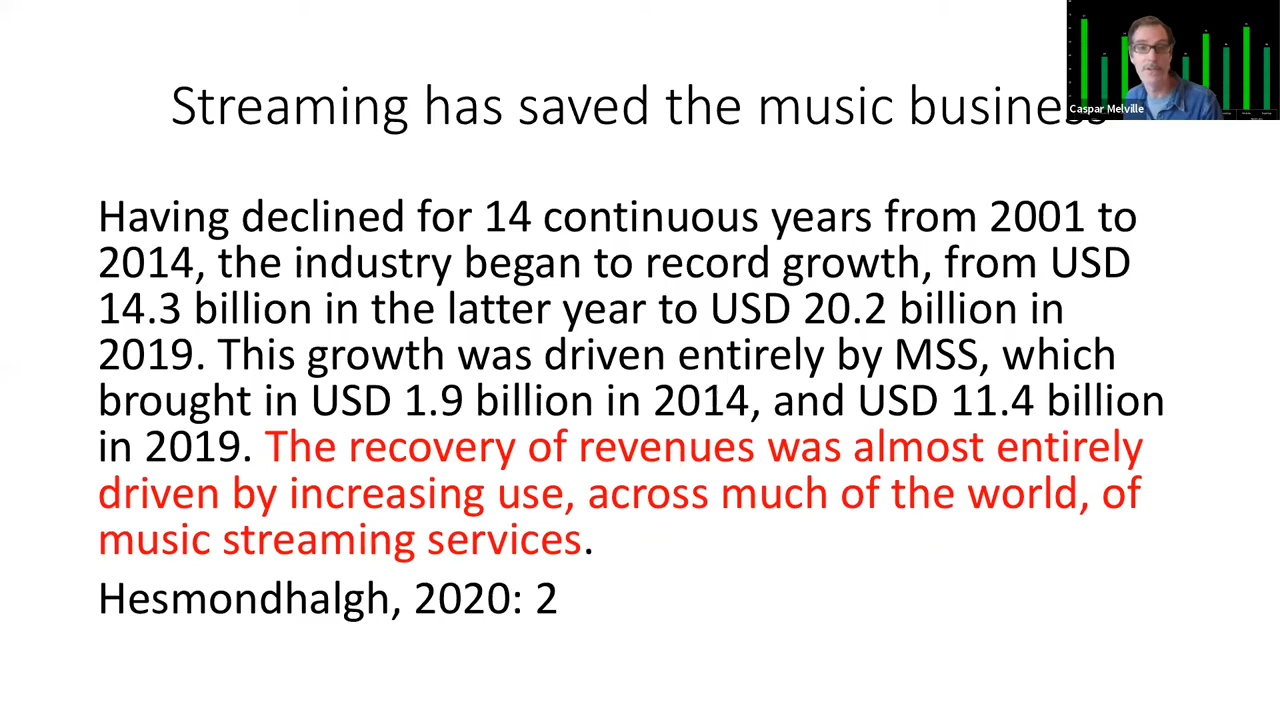 Streaming has saved the music business
Caspar Melville
Having declined for 14 continuous years from 2001 to
2014, the industry began to record growth, from USD
14.3 billion in the latter year to USD 20.2 billion in
2019. This growth was driven entirely by MSS, which
brought in USD 1.9 billion in 2014, and USD 11.4 billion
in 2019. The recovery of revenues was almost entirely
driven by increasing use, across much of the world, of
music streaming services.
Hesmondhalgh, 2020: 2